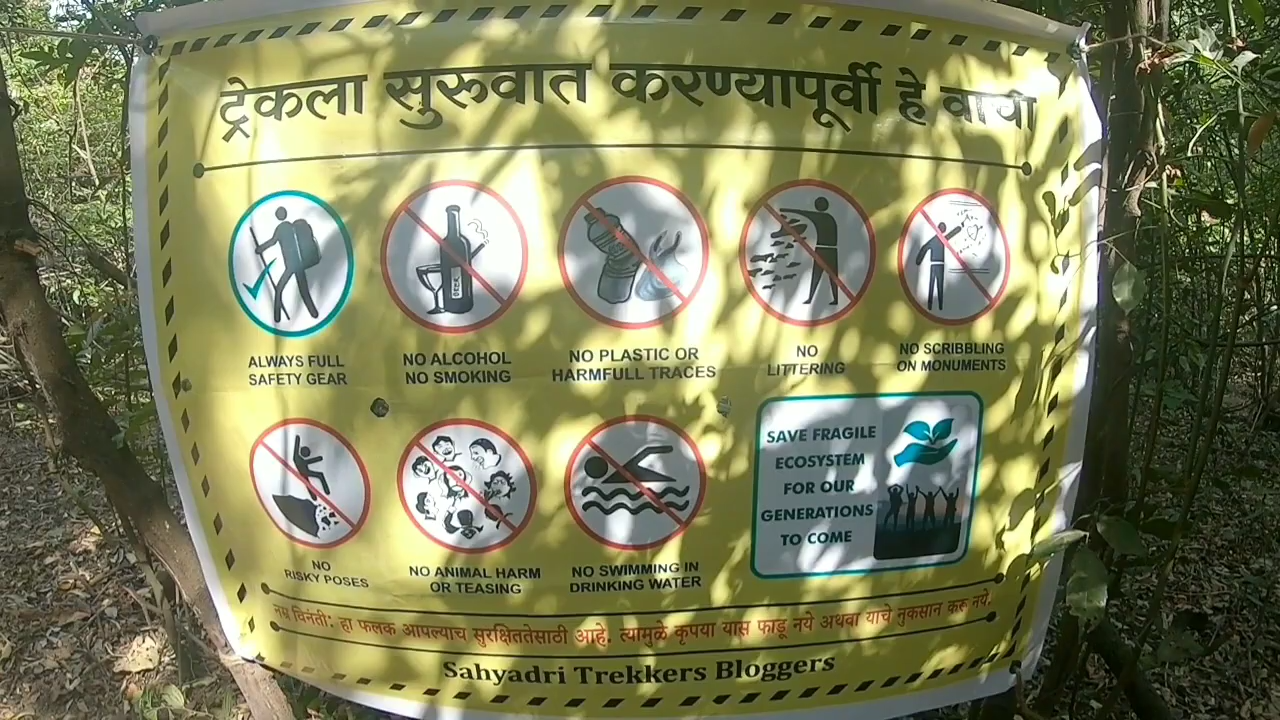 ट्रेकला सुरूवात करण्यापूर्वी हे वाचा
ALWAYS FULL
SAFETY GEAR
NO ALCOHOL
NO SMOKING
NO PLASTIC OR
HARMFULL TRACES
NO
LITTERING
NO SCRIBBLING
ON MONUMENTS
NO
RISKY POSES
NO ANIMAL HARM
OR TEASING
NO SWIMMING IN
DRINKING WATER
SAVE FRAGILE
ECOSYSTEM
FOR OUR
GENERATIONS
TO COME
नम्र विनंती: हा फलक आपल्याच सुरक्षिततेसाठी आहे. त्यामुळे कृपया यास फाडू नये अथवा याचे नुकसान करू नये.
Sahyadri Trekkers Bloggers